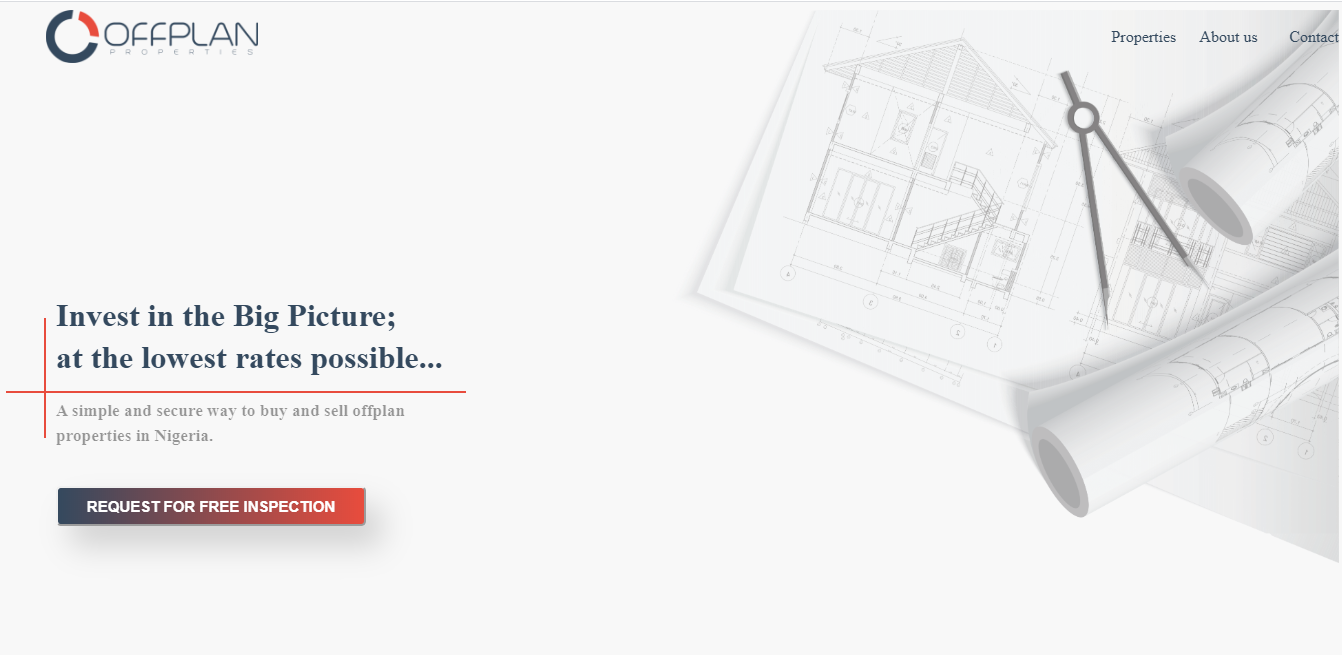 OFFPLAN
PROPERTIES
Properties About us Contact
Invest in the Big Picture;
at the lowest rates possible...
A simple and secure way to buy and sell offplan
properties in Nigeria.
REQUEST FOR FREE INSPECTION